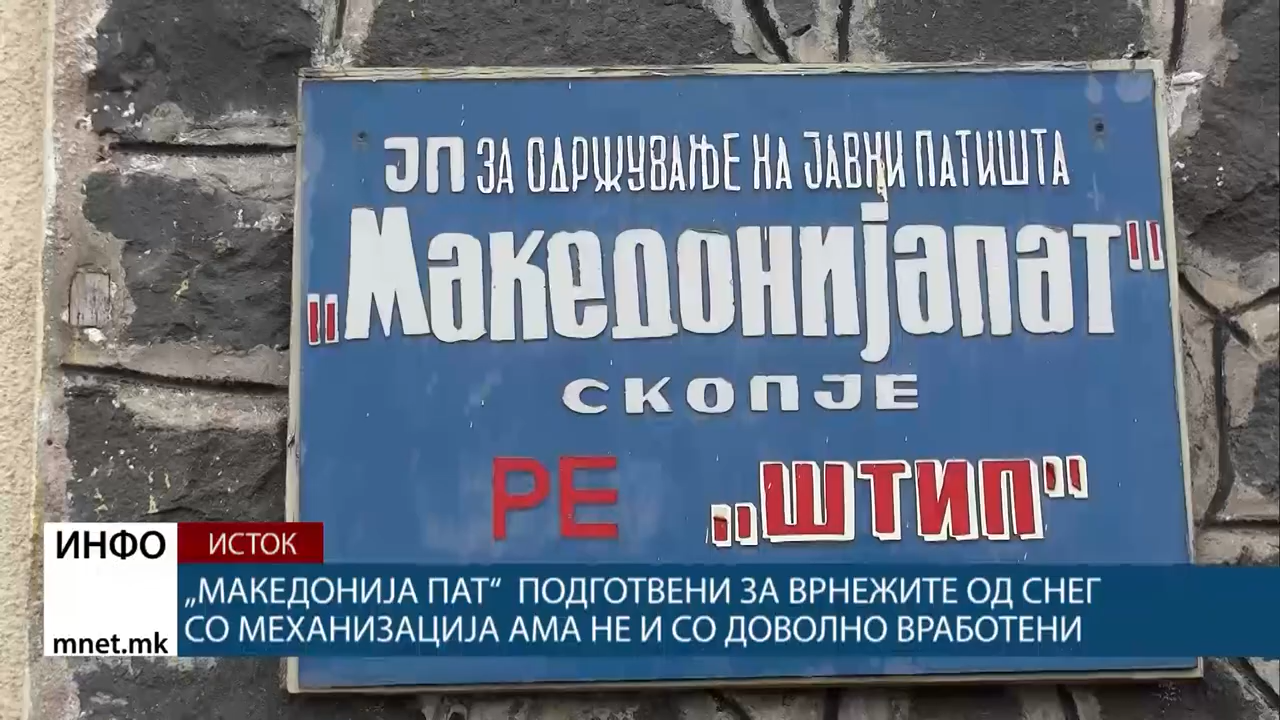 ЈП ЗА ОДРЖУВАЊЕ НА ЈАВНИ ПАТИШТА
„Македонијапат"
СКОПЈЕ
РЕ „ШТИП"
ИНФО
ИСТОК
„МАКЕДОНИЈА ПАТ“ ПОДГОТВЕНИ ЗА ВРНЕЖИТЕ ОД СНЕГ
СО МЕХАНИЗАЦИЈА АМА НЕ И СО ДОВОЛНО ВРАБОТЕНИ
mnet.mk